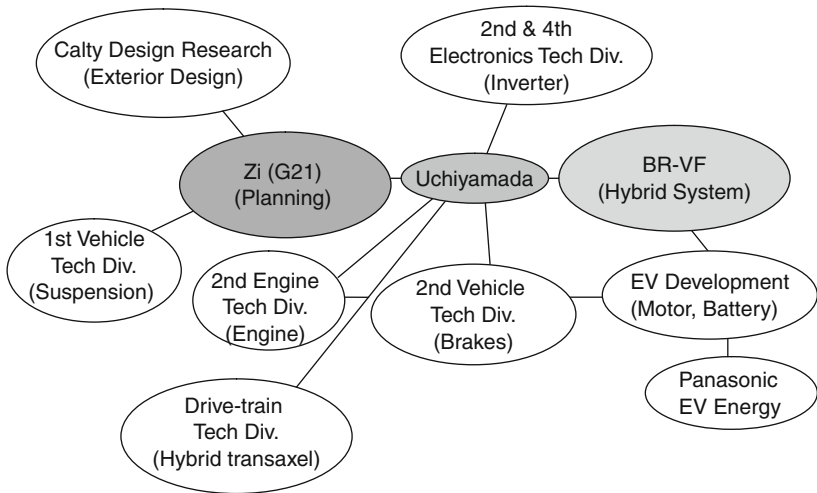 Calty Design Research
(Exterior Design)
2nd & 4th
Electronics Tech Div.
(Inverter)
Zi (G21)
(Planning)
Uchiyamada
BR-VF
(Hybrid System)
1st Vehicle
Tech Div.
(Suspension)
2nd Engine
Tech Div.
(Engine)
2nd Vehicle
Tech Div.
(Brakes)
EV Development
(Motor, Battery)
Panasonic
EV Energy
Drive-train
Tech Div.
(Hybrid transaxel)